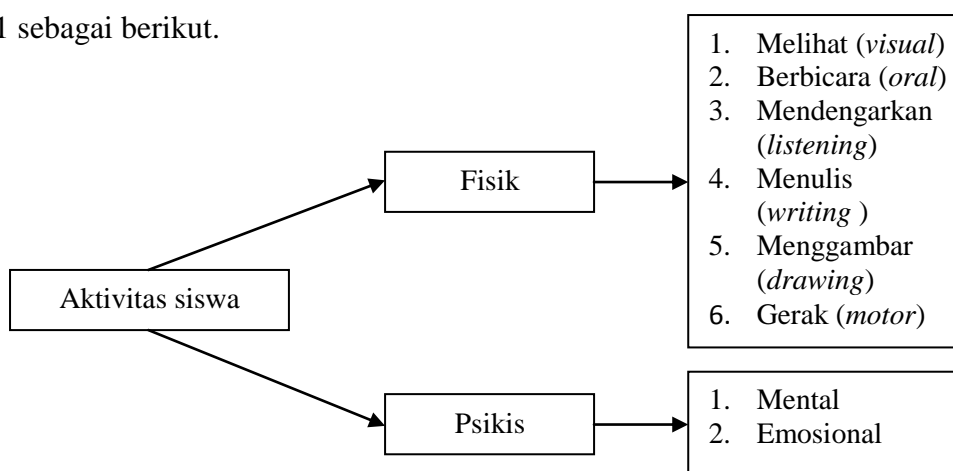 1 sebagai berikut.
1. Melihat (visual)
2. Berbicara (oral)
3. Mendengarkan
(listening)
4. Menulis
(writing )
5. Menggambar
(drawing)
6. Gerak (motor)
Fisik
Aktivitas siswa
Psikis
1. Mental
2. Emosional